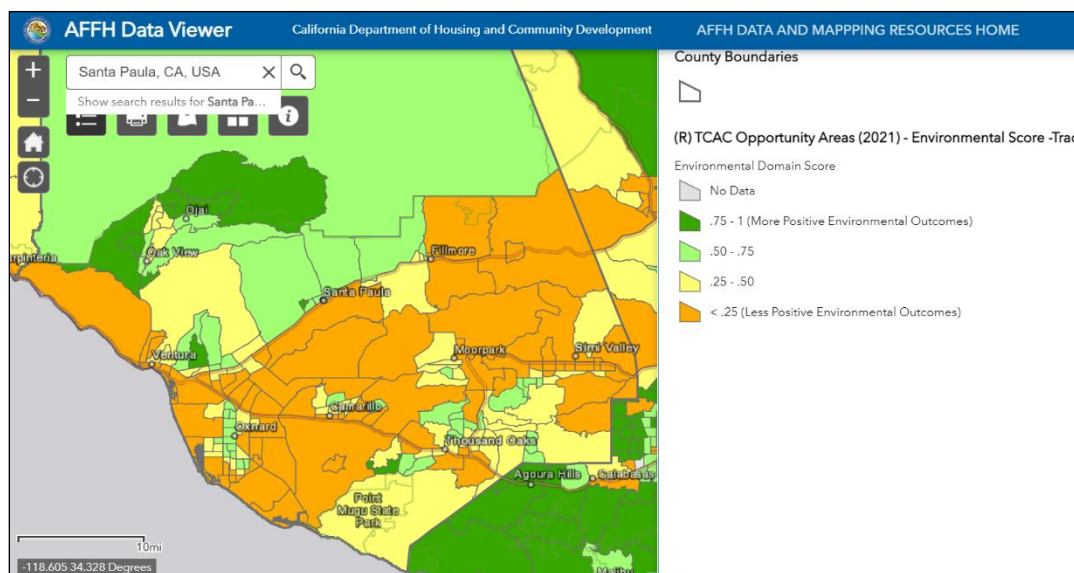 AFFH Data Viewer
California Department of Housing and Community Development
AFFH DATA AND MAPPPING RESOURCES HOME
+
−
Santa Paula, CA, USA
Show search results for Santa Pa...
County Boundaries
(R) TCAC Opportunity Areas (2021) - Environmental Score -Trac
Environmental Domain Score
No Data
.75 - 1 (More Positive Environmental Outcomes)
.50 - .75
.25 - .50
< .25 (Less Positive Environmental Outcomes)
Ojai
Oak View
arpinteria
Fillmore
Santa Paula
Ventura
Moorpark
Simi Valley
Camarillo
Oxnard
Thousand Oaks
Agoura Hills
Calabasas
Point
Mugu State
Park
Malibu
10mi
-118.605 34.328 Degrees